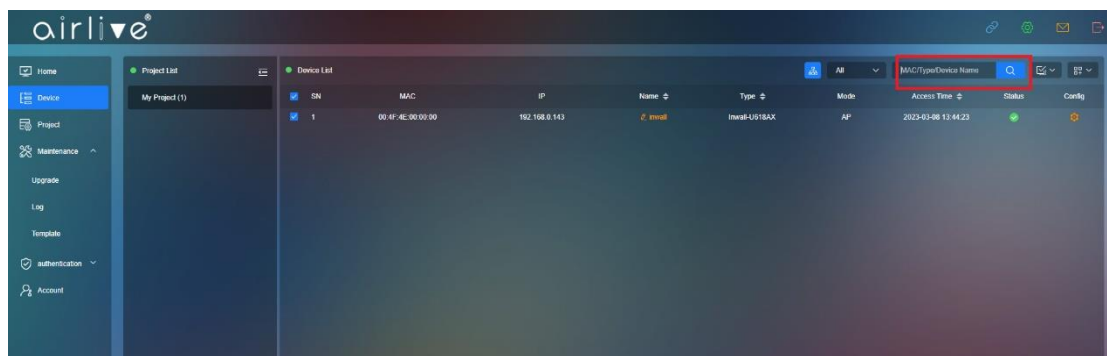 airlive®
Home
Device
Project
Maintenance
Upgrade
Log
Template
authentication
Account
Project List
My Project (1)
Device List
All
MAC/Type/Device Name
SN MAC IP Name Type Mode Access Time Status Config
1 00:4F:4E:00:00:00 192.168.0.143 inwall Inwall-U618AX AP 2023-03-08 13:44:23